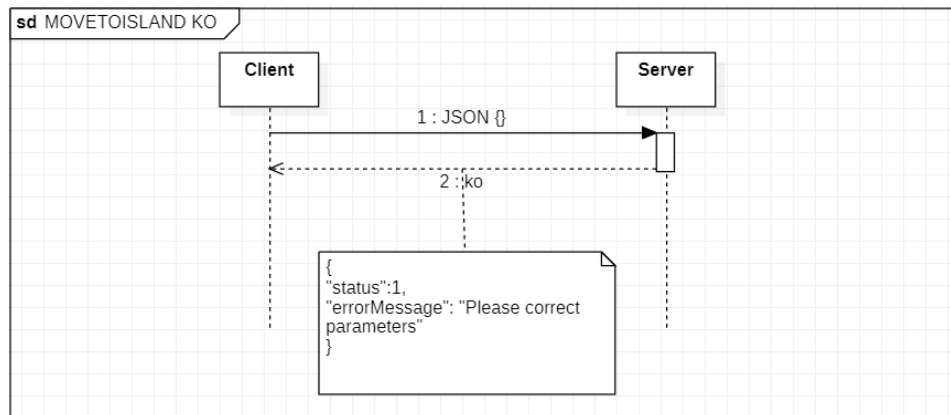 sd MOVETOISLAND KO
Client
Server
1 : JSON {}
2 : ko
{
"status":1,
"errorMessage": "Please correct
parameters"
}